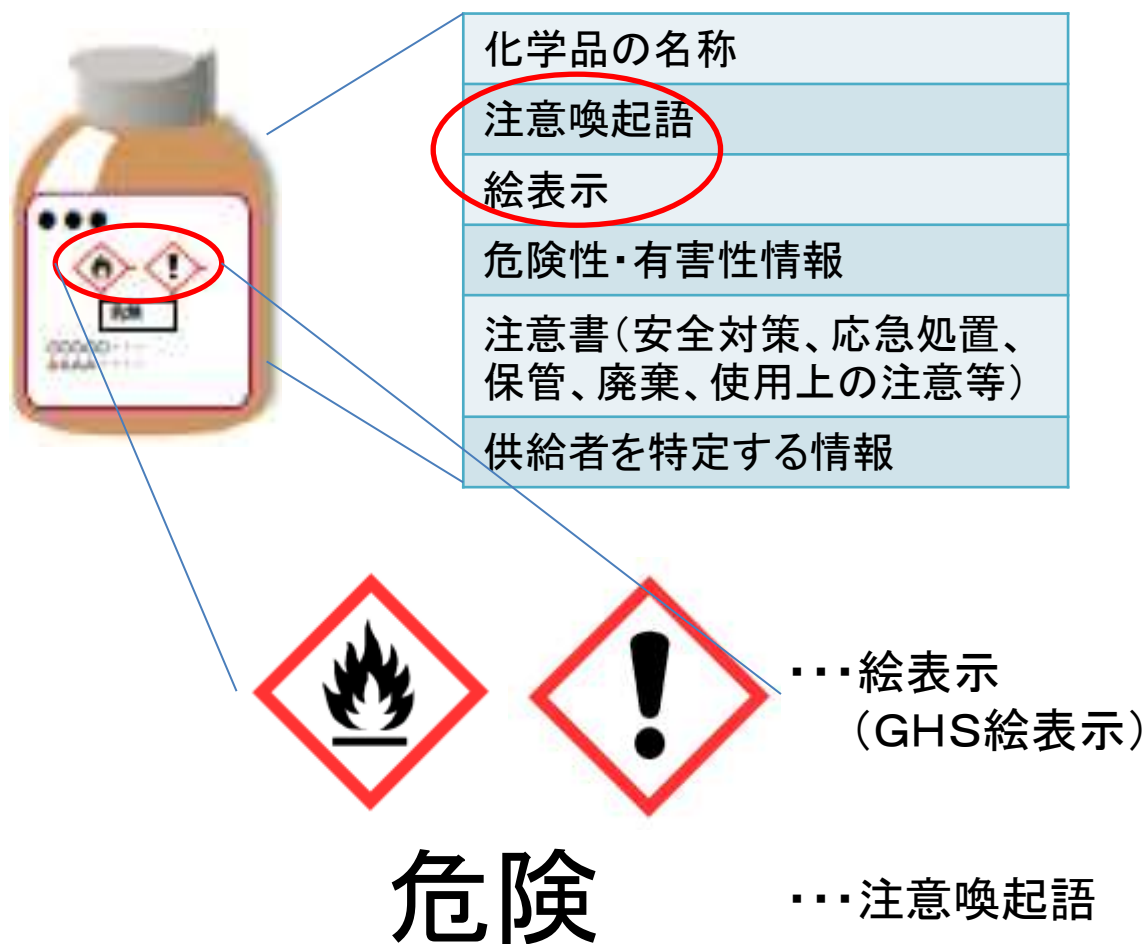 化学品の名称
注意喚起語
絵表示
危険性・有害性情報
注意書(安全対策、応急処置、
保管、廃棄、使用上の注意等)
供給者を特定する情報
・・・絵表示
(GHS絵表示)
危険
・・・注意喚起語